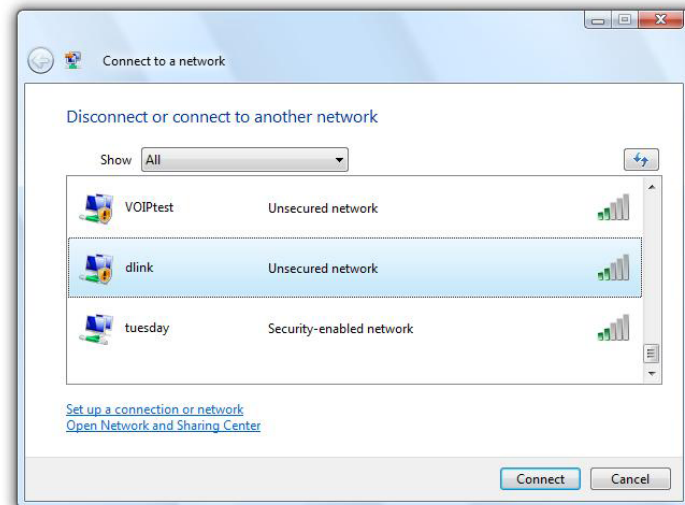 Connect to a network
Disconnect or connect to another network
Show All
VOIPtest Unsecured network
dlink Unsecured network
tuesday Security-enabled network
Set up a connection or network
Open Network and Sharing Center
Connect Cancel